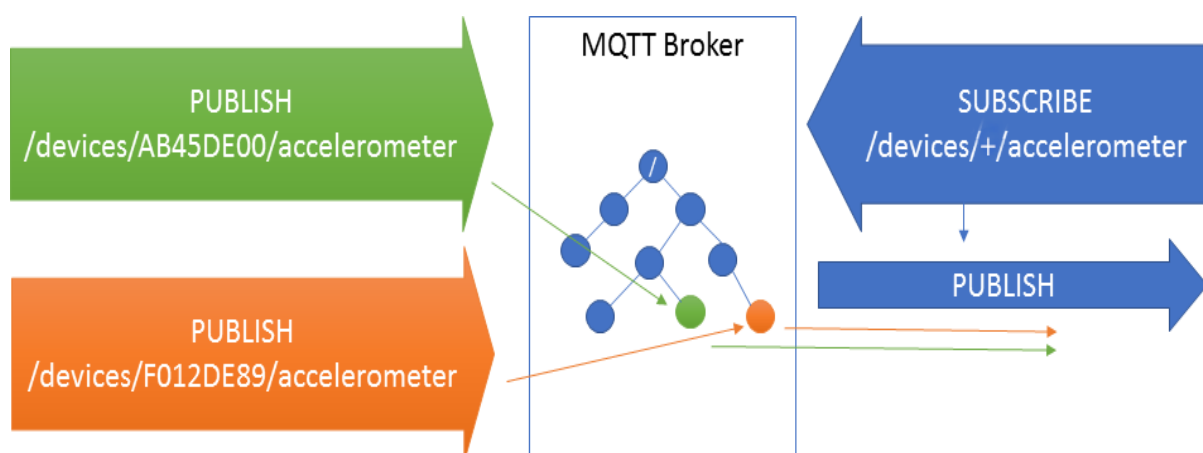 PUBLISH
/devices/AB45DE00/accelerometer
PUBLISH
/devices/F012DE89/accelerometer
MQTT Broker
/
SUBSCRIBE
/devices/+/accelerometer
PUBLISH